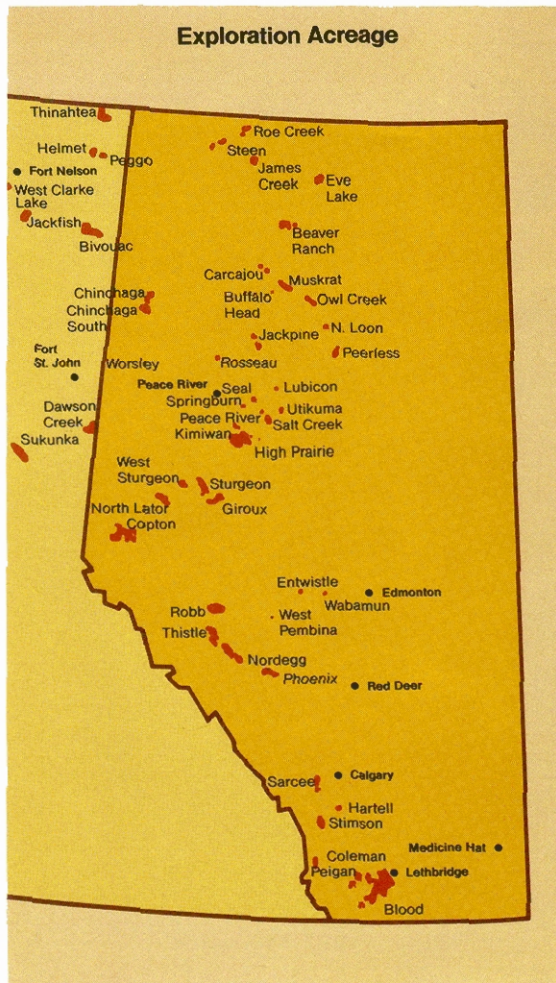 Exploration Acreage
Thinahtea
Roe Creek
Helmet
Steen
Peggo
James
Creek
Fort Nelson
Eve
Lake
West Clarke
Lake
Jackfish
Bivouac
Beaver
Ranch
Carcajou
Muskrat
Chinchaga
Buffalo
Head
Owl Creek
Chinchaga
South
Jackpine
N. Loon
Fort
St. John
Worsley
Rosseau
Peerless
Peace River
Seal
Lubicon
Springburn
Utikuma
Dawson
Creek
Peace River
Salt Creek
Sukunka
Kimiwan
High Prairie
West
Sturgeon
Sturgeon
North Lator
Giroux
Copton
Entwistle
Edmonton
Wabamun
Robb
West
Pembina
Thistle
Nordegg
Phoenix
Red Deer
Sarcee
Calgary
Hartell
Stimson
Medicine Hat
Coleman
Peigan
Lethbridge
Blood